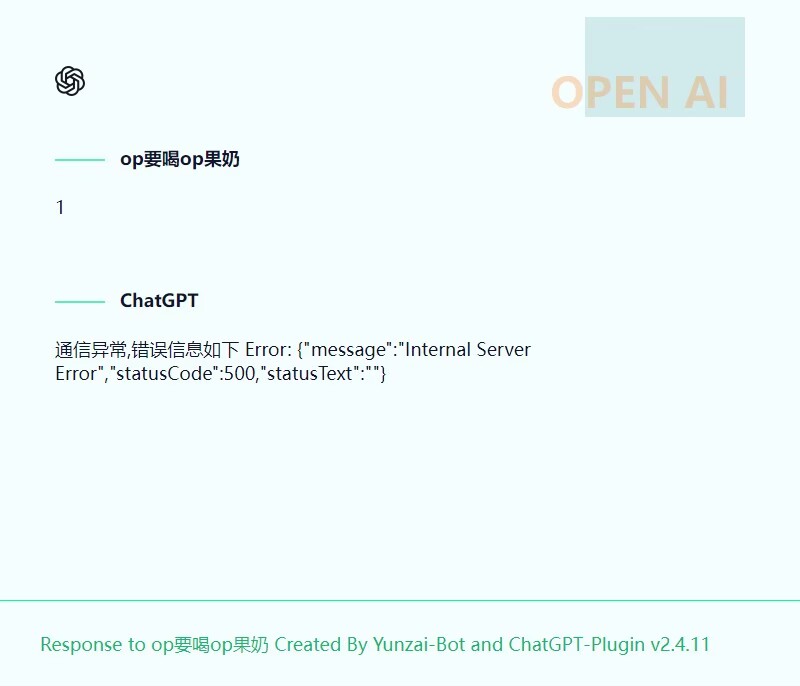 OPEN AI
op要喝op果奶
1
ChatGPT
通信异常,错误信息如下 Error: {"message":"Internal Server
Error","statusCode":500,"statusText":""}
Response to op要喝op果奶 Created By Yunzai-Bot and ChatGPT-Plugin v2.4.11